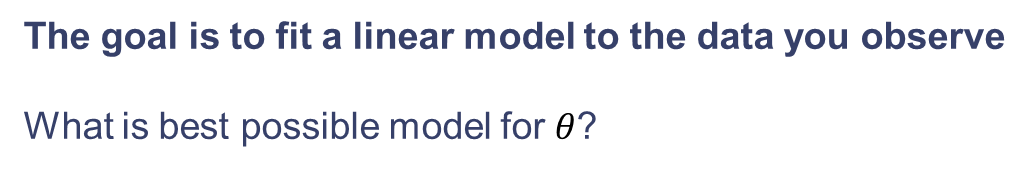 The goal is to fit a linear model to the data you observe
What is best possible model for θ?